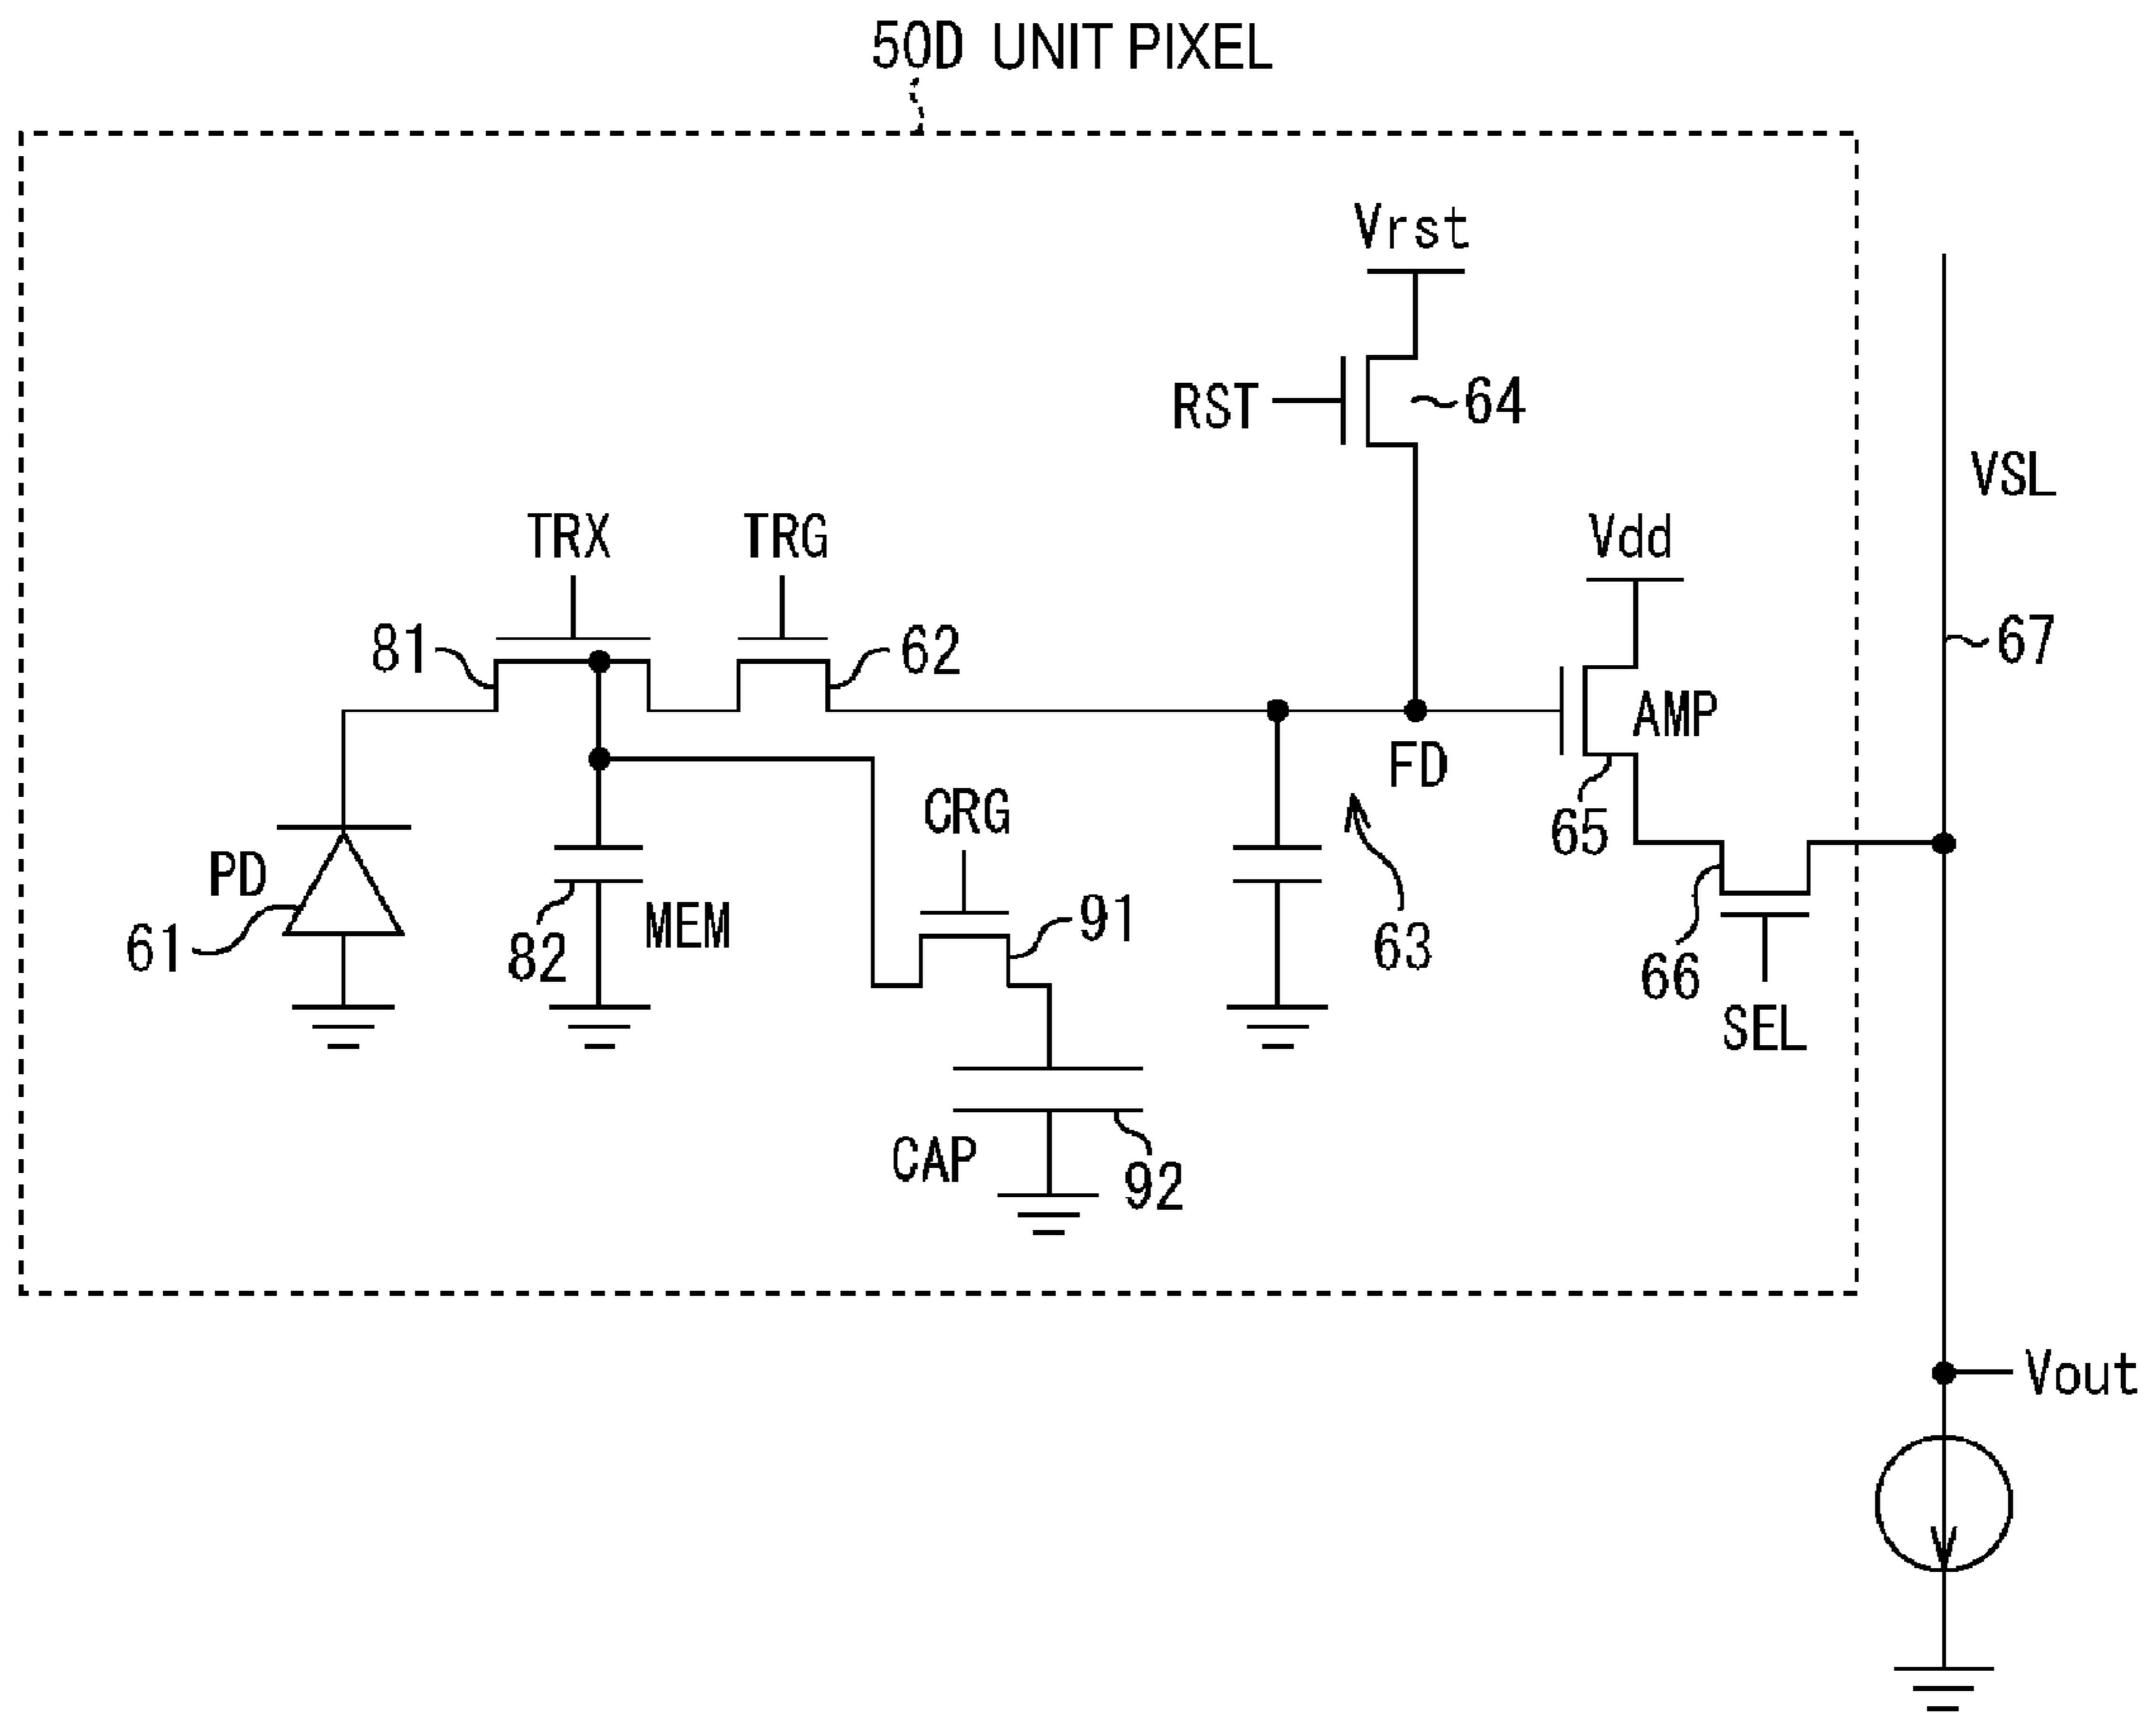 50D UNIT PIXEL
Vrst
RST
64
VSL
TRX
TRG
Vdd
81
62
67
AMP
FD
CRG
65
PD
61
82
MEM
91
63
66
SEL
CAP
92
Vout